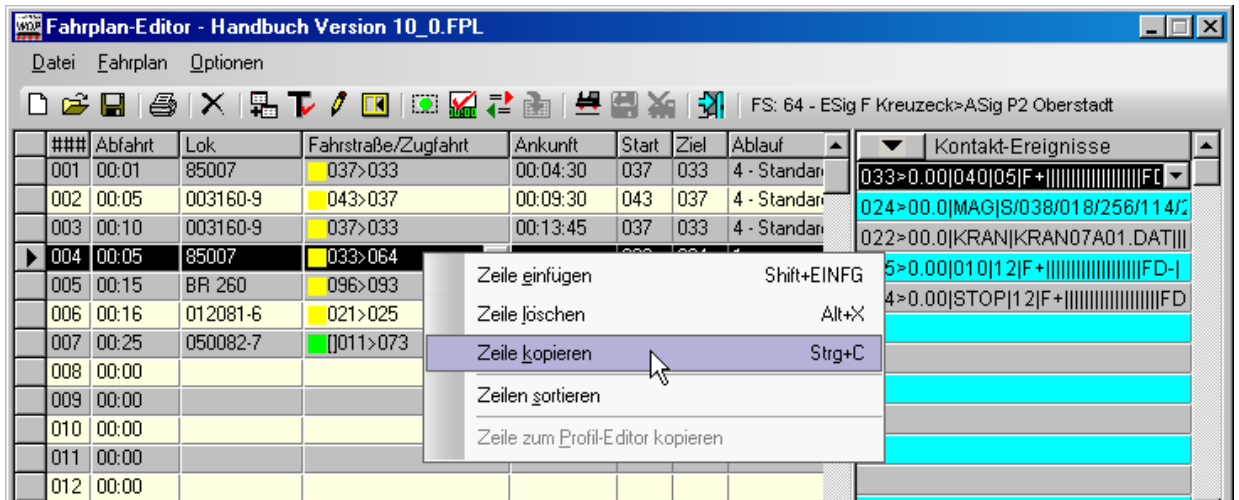 Fahrplan-Editor - Handbuch Version 10_0.FPL
Datei Fahrplan Optionen
FS: 64 - ESig F Kreuzeck>ASig P2 Oberstadt
### Abfahrt Lok Fahrstraße/Zugfahrt Ankunft Start Ziel Ablauf Kontakt-Ereignisse
001 00:01 85007 037>033 00:04:30 037 033 4 - Standar 033>0.00|040|05|F+||||||||||||||||||F[
002 00:05 003160-9 043>037 00:09:30 043 037 4 - Standar 024>00.0|MAG|S/038/018/256/114/2
003 00:10 003160-9 037>033 00:13:45 037 033 4 - Standar 022>00.0|KRAN|KRAN07A01.DAT|||
004 00:05 85007 033>064 5>0.00|010|12|F+||||||||||||||||||FD-|
005 00:15 BR 260 096>093 4>0.00|STOP|12|F+||||||||||||||||||FD
006 00:16 012081-6 021>025
007 00:25 050082-7 []011>073
008 00:00
009 00:00
010 00:00
011 00:00
012 00:00
Zeile einfügen Shift+EINFG
Zeile löschen Alt+X
Zeile kopieren Strg+C
Zeilen sortieren
Zeile zum Profil-Editor kopieren